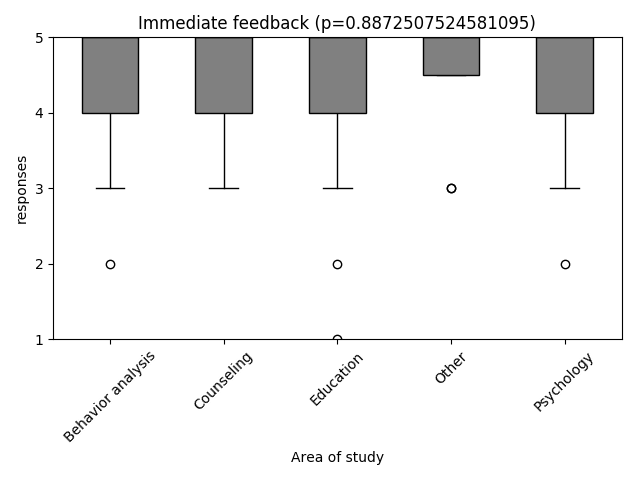 Immediate feedback (p=0.8872507524581095)
5
4
3
2
1
responses
Behavior analysis
Counseling
Education
Other
Psychology
Area of study